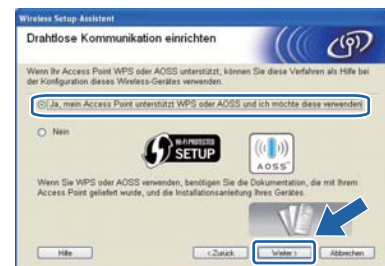 Wireless Setup-Assistent
Drahtlose Kommunikation einrichten
Wenn Ihr Access Point WPS oder AOSS unterstützt, können Sie diese Verfahren als Hilfe bei
der Konfiguration dieses Wireless-Gerätes verwenden.
Ja, mein Access Point unterstützt WPS oder AOSS und ich möchte diese verwenden
Nein
WI-FI PROTECTED
SETUP
AOSS
Wenn Sie WPS oder AOSS verwenden, benötigen Sie die Dokumentation, die mit Ihrem
Access Point geliefert wurde, und die Installationsanleitung Ihres Gerätes.
Hilfe
< Zurück
Weiter >
Abbrechen